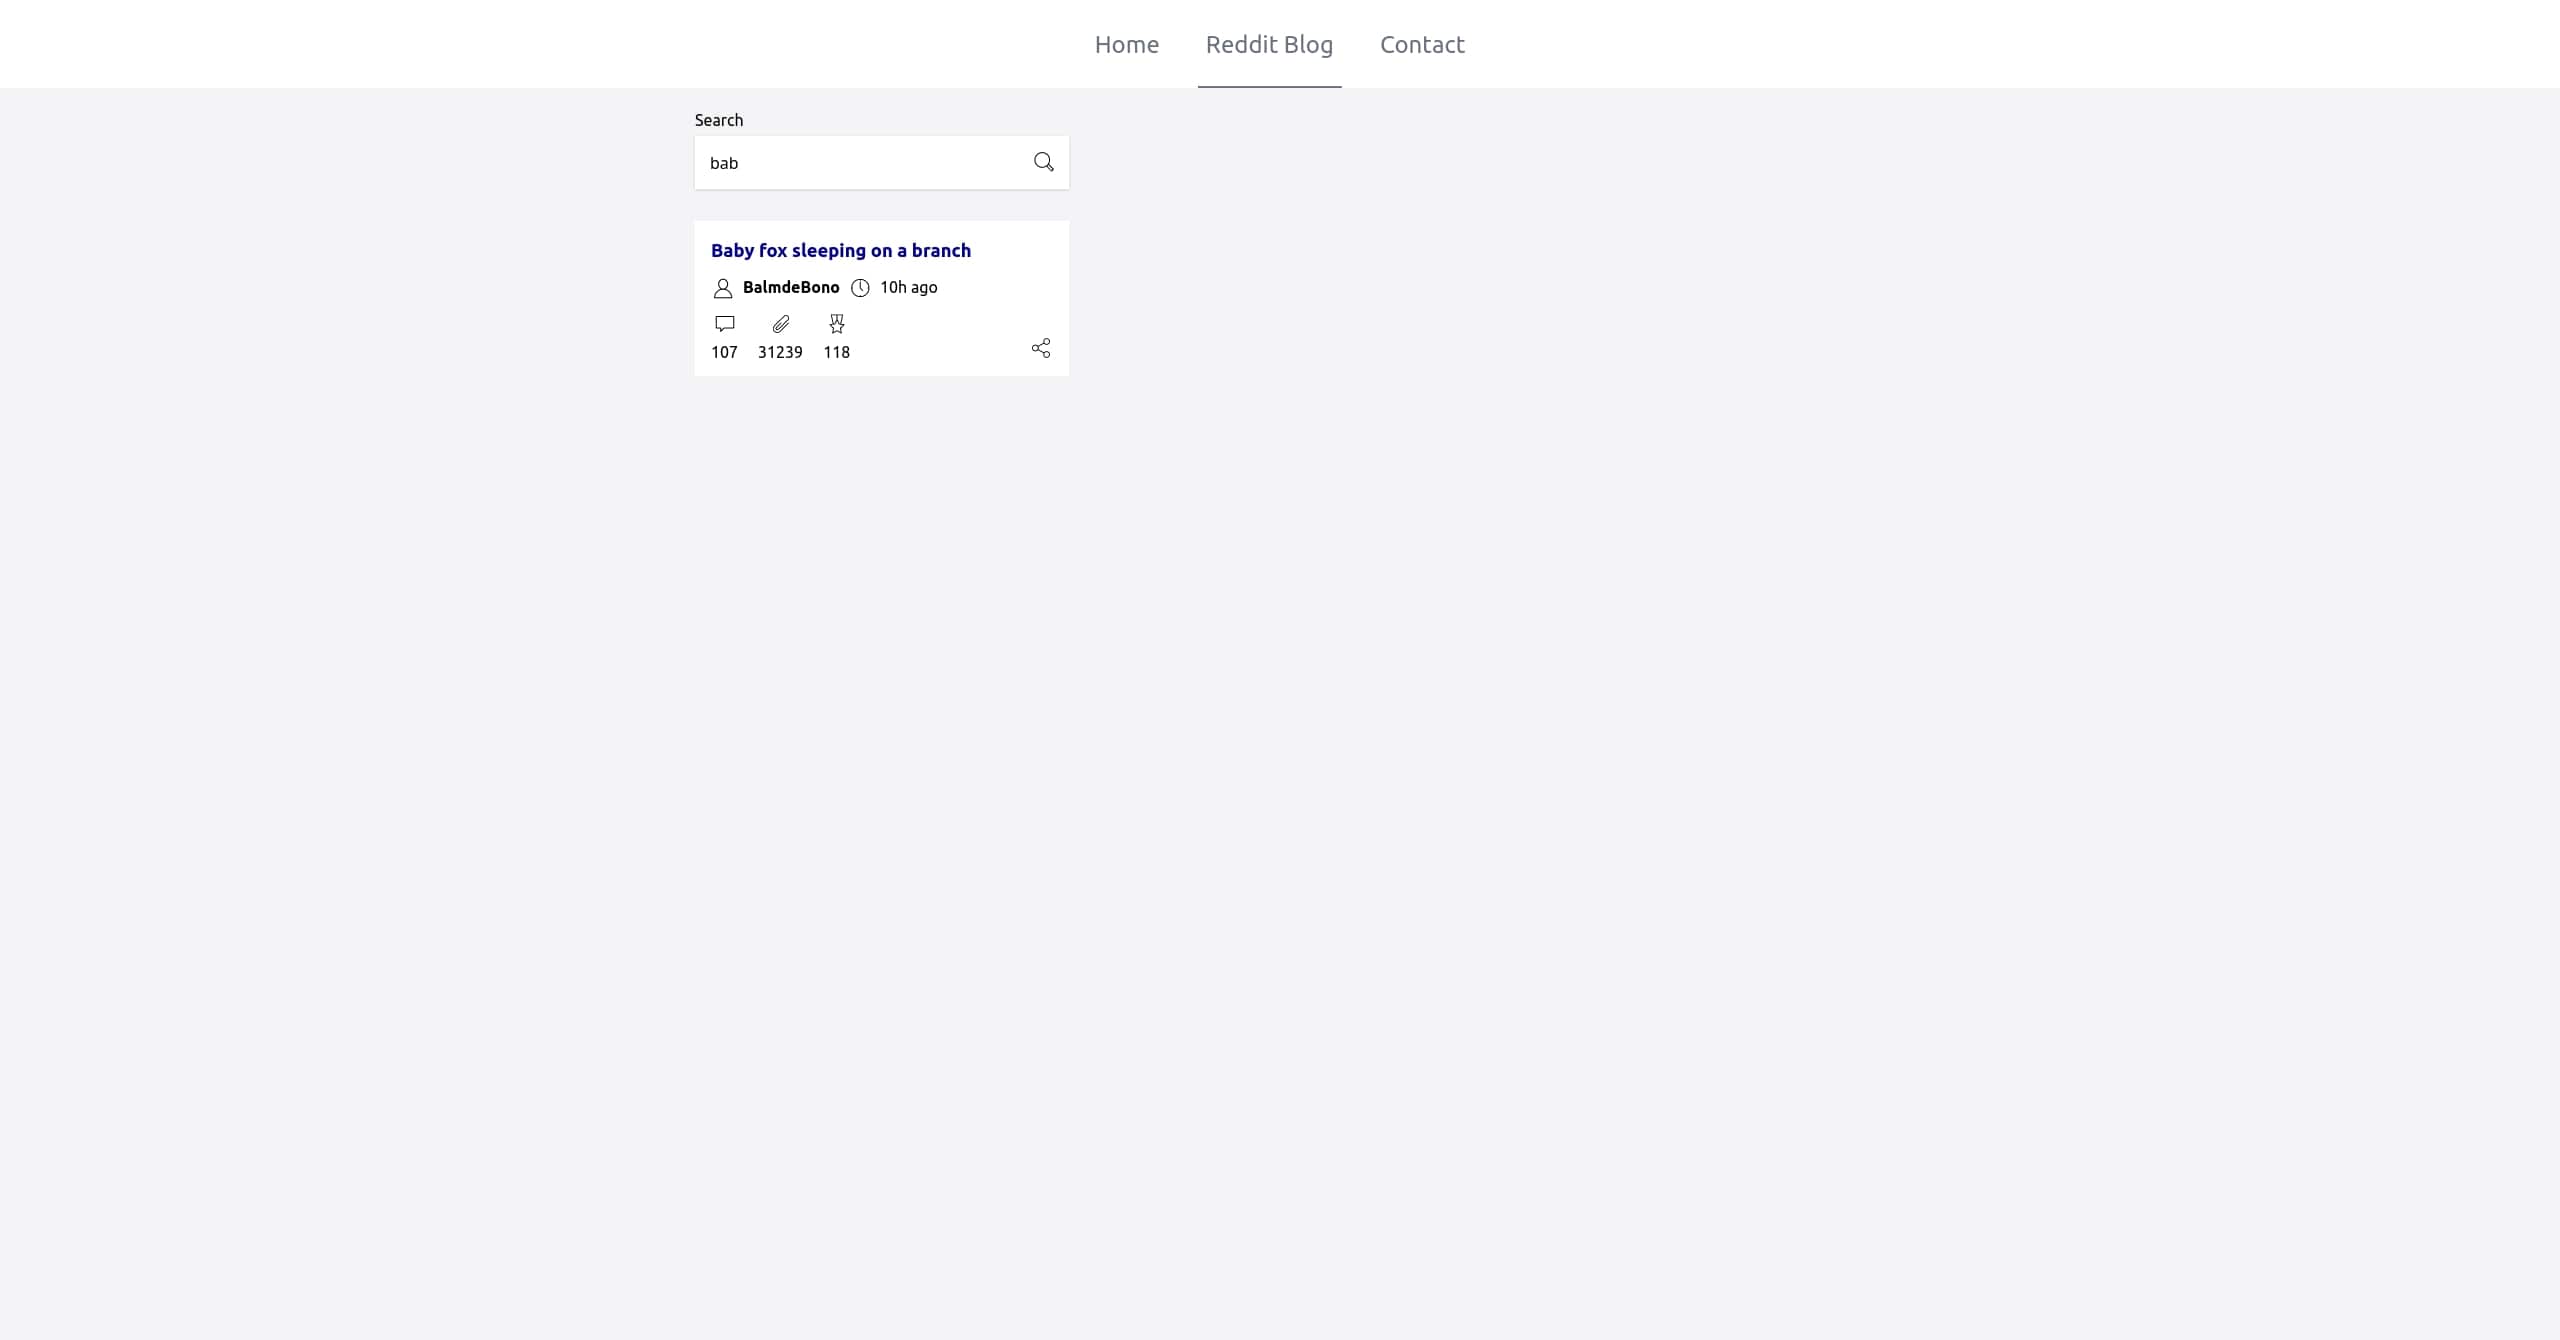 Home Reddit Blog Contact
Search
bab
Baby fox sleeping on a branch
BalmdeBono 10h ago
107 31239 118